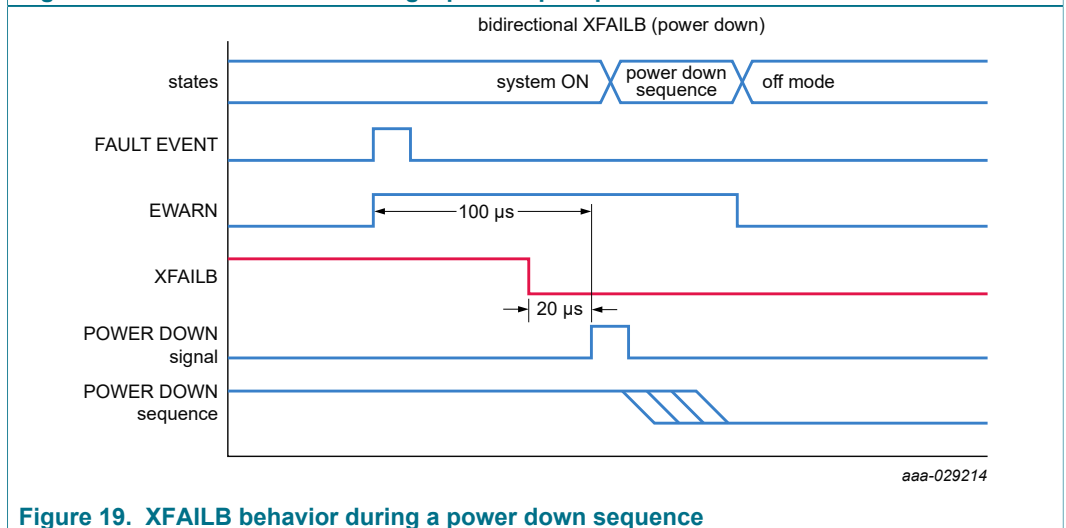 bidirectional XFAILB (power down)
states
system ON
power down
sequence
off mode
FAULT EVENT
EWARN
100 µs
XFAILB
20 µs
POWER DOWN
signal
POWER DOWN
sequence
aaa-029214
Figure 19. XFAILB behavior during a power down sequence